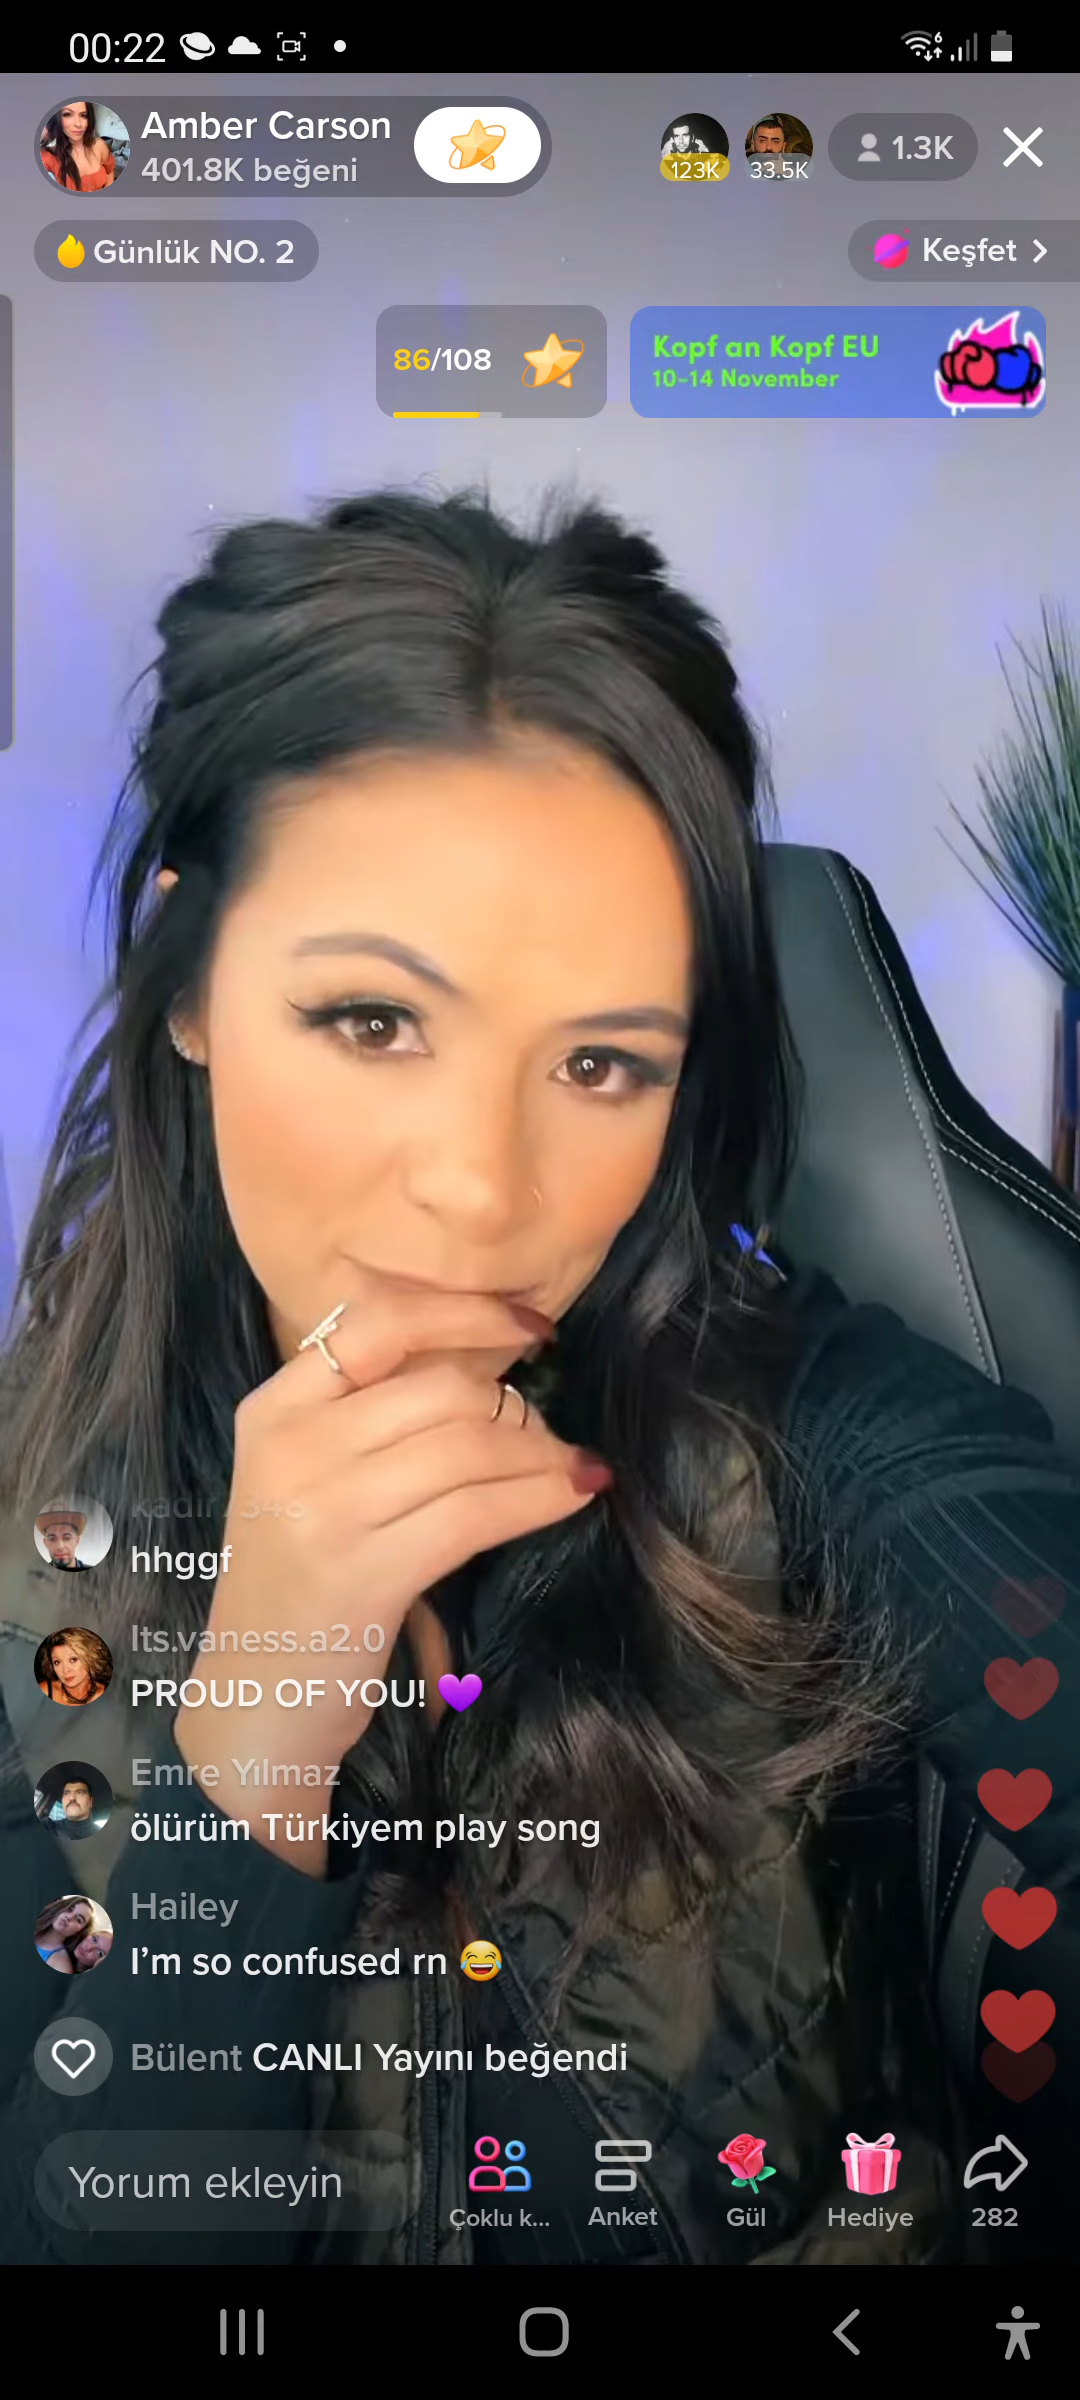 00:22
6
Amber Carson
401.8K beğeni
123K
33.5K
1.3K
Günlük NO. 2
Keşfet
86/108
Kopf an Kopf EU
10-14 November
kadir7348
hhggf
Its.vaness.a2.0
PROUD OF YOU! 💜
Emre Yılmaz
ölürüm Türkiyem play song
Hailey
I'm so confused rn 😂
Bülent CANLI Yayını beğendi
Yorum ekleyin
Çoklu k...
Anket
Gül
Hediye
282